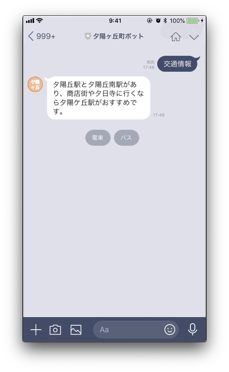 9:41
100%
999+
夕陽ヶ丘町ボット
交通情報
17:48
夕陽丘駅と夕陽丘南駅があ
り、商店街や夕日寺に行くな
ら夕陽ケ丘駅がおすすめで
す。
17:48
電車
バス
Aa